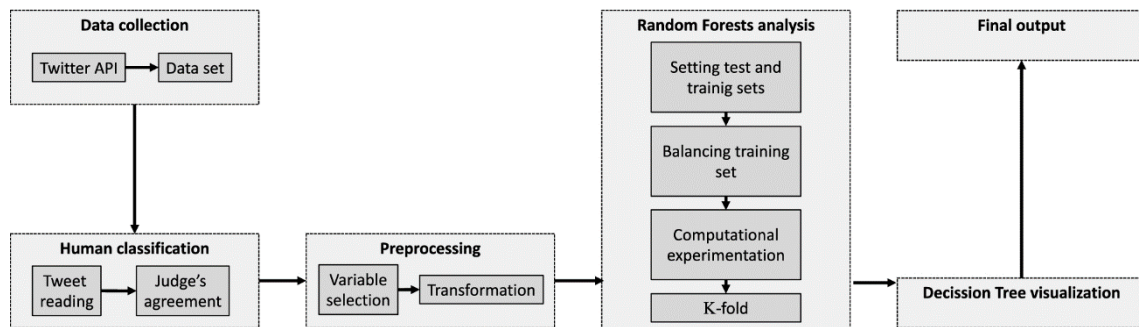 Data collection
Twitter API
Data set
Human classification
Tweet
reading
Judge's
agreement
Preprocessing
Variable
selection
Transformation
Random Forests analysis
Setting test and
trainig sets
Balancing training
set
Computational
experimentation
K-fold
Final output
Decission Tree visualization